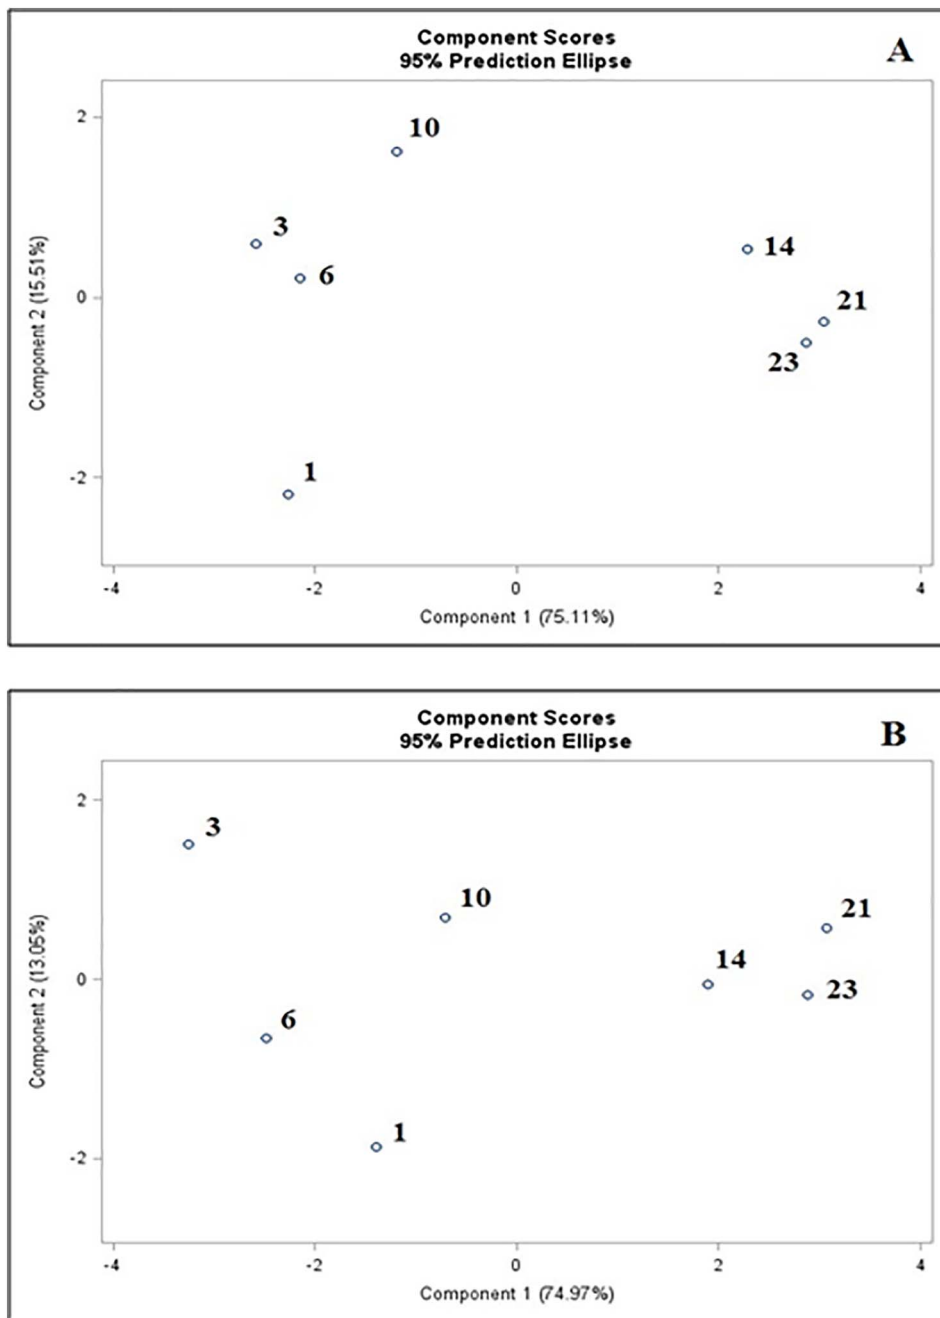 Component Scores
95% Prediction Ellipse
A
2
10
3
14
6
Component 2 (15.51%)
0
21
23
-2
1
-4 -2 0 2 4
Component 1 (75.11%)
Component Scores
95% Prediction Ellipse
B
2
3
10
21
14
Component 2 (13.05%)
0
23
6
1
-2
-4 -2 0 2 4
Component 1 (74.97%)